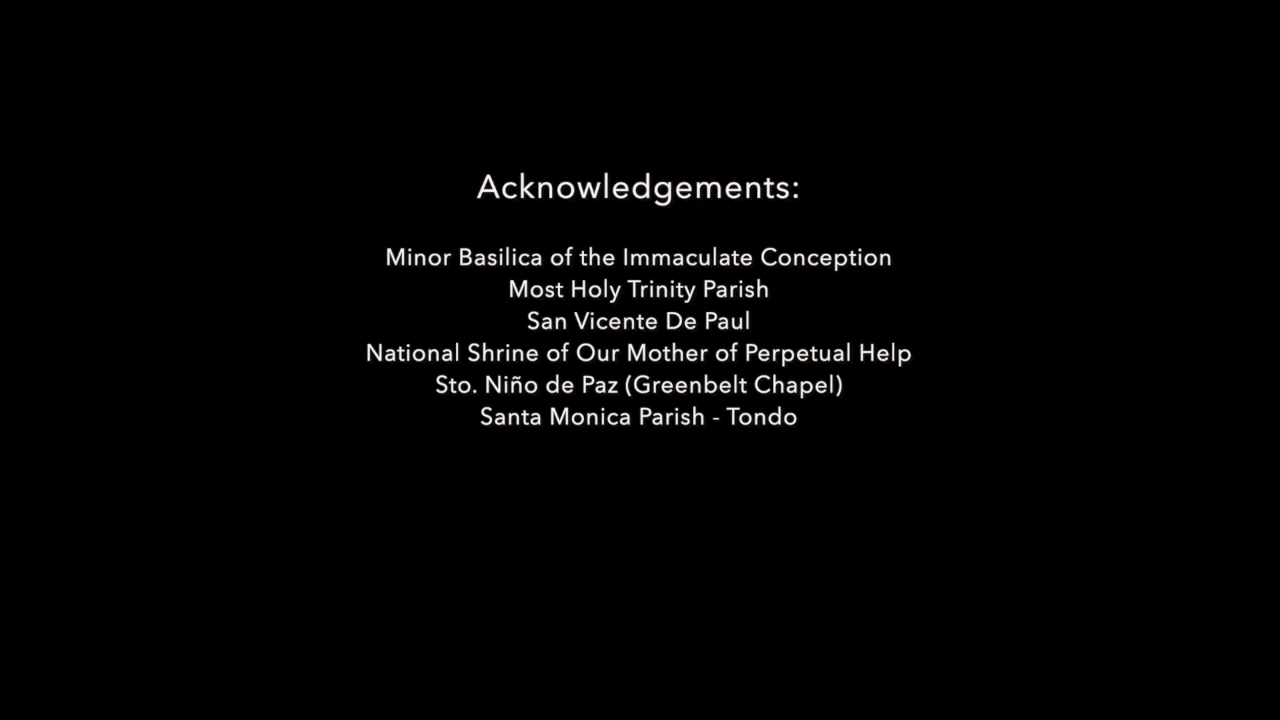 Acknowledgements:
Minor Basilica of the Immaculate Conception
Most Holy Trinity Parish
San Vicente De Paul
National Shrine of Our Mother of Perpetual Help
Sto. Niño de Paz (Greenbelt Chapel)
Santa Monica Parish - Tondo